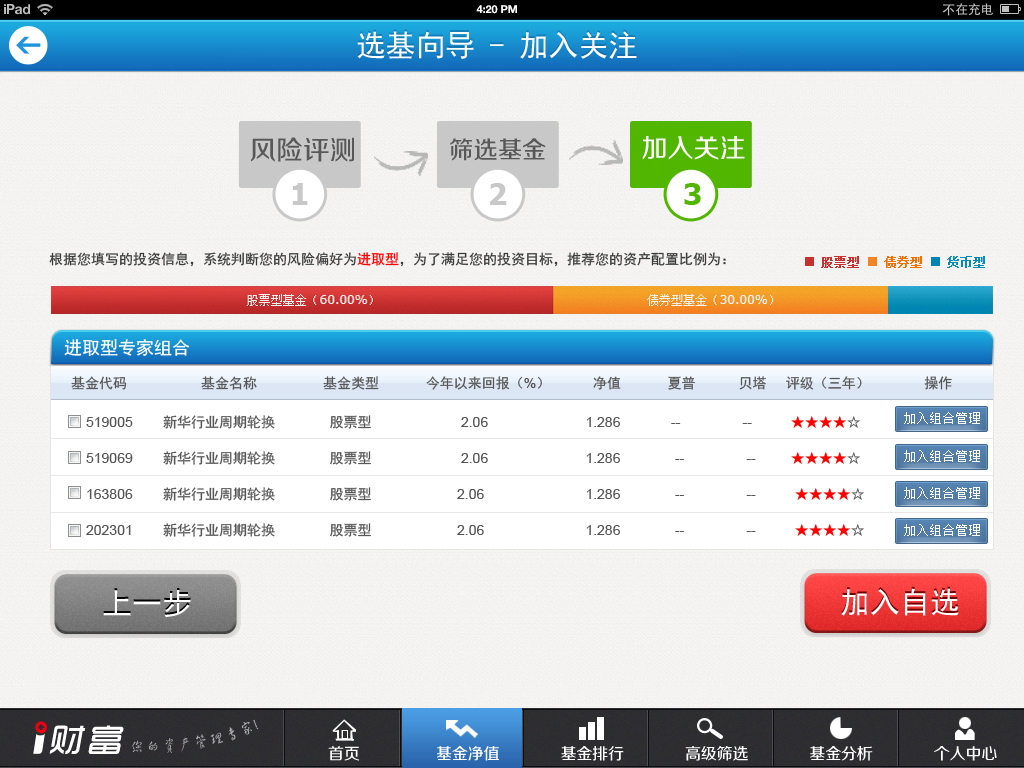 iPad 4:20 PM 不在充电
选基向导 - 加入关注
风险评测 筛选基金 加入关注
1 2 3
根据您填写的投资信息，系统判断您的风险偏好为进取型，为了满足您的投资目标，推荐您的资产配置比例为： 股票型 债券型 货币型
股票型基金（60.00%） 债券型基金（30.00%）
进取型专家组合
基金代码 基金名称 基金类型 今年以来回报（%） 净值 夏普 贝塔 评级（三年） 操作
519005 新华行业周期轮换 股票型 2.06 1.286 -- -- ★★★★☆ 加入组合管理
519069 新华行业周期轮换 股票型 2.06 1.286 -- -- ★★★★☆ 加入组合管理
163806 新华行业周期轮换 股票型 2.06 1.286 -- -- ★★★★☆ 加入组合管理
202301 新华行业周期轮换 股票型 2.06 1.286 -- -- ★★★★☆ 加入组合管理
上一步 加入自选
i财富 你的资产管理专家! 首页 基金净值 基金排行 高级筛选 基金分析 个人中心